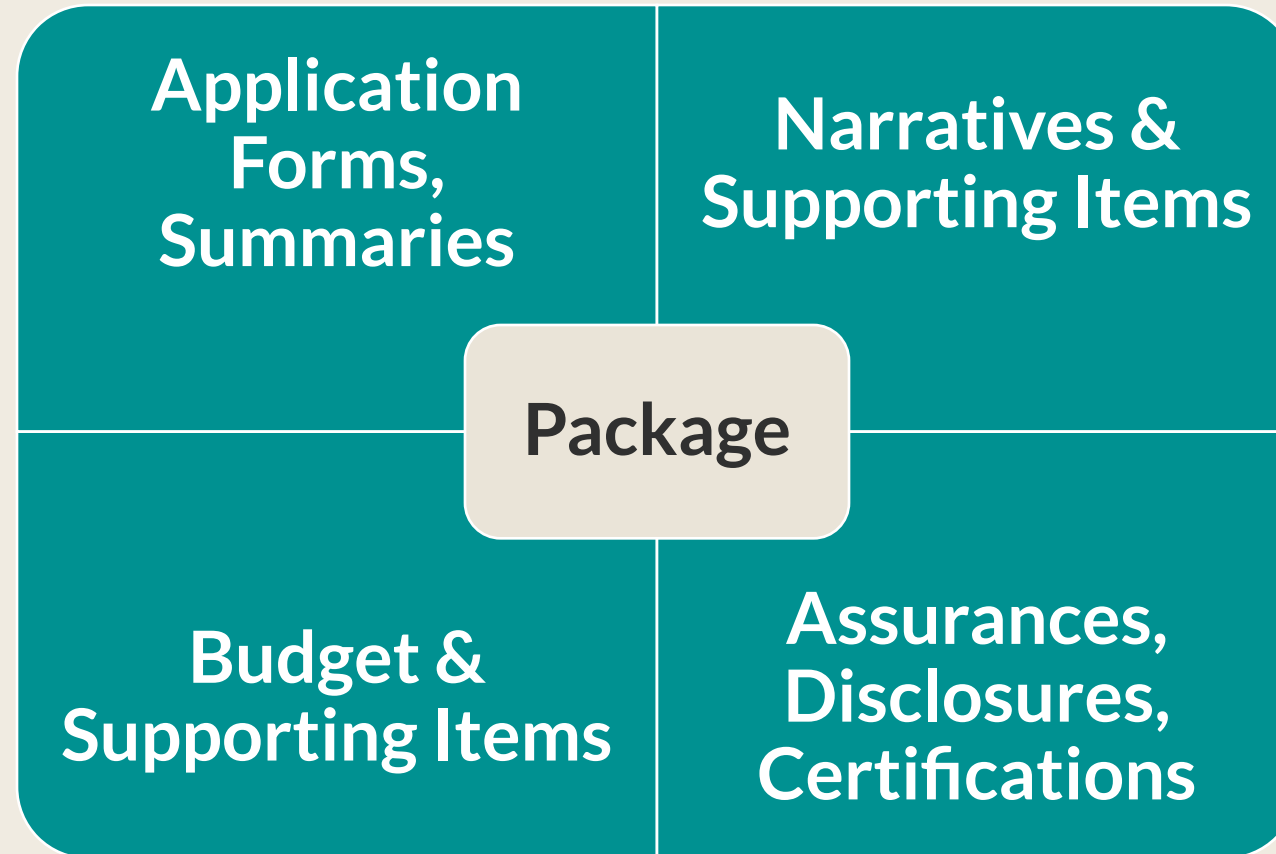 Application
Forms,
Summaries
Narratives &
Supporting Items
Package
Budget &
Supporting Items
Assurances,
Disclosures,
Certifications